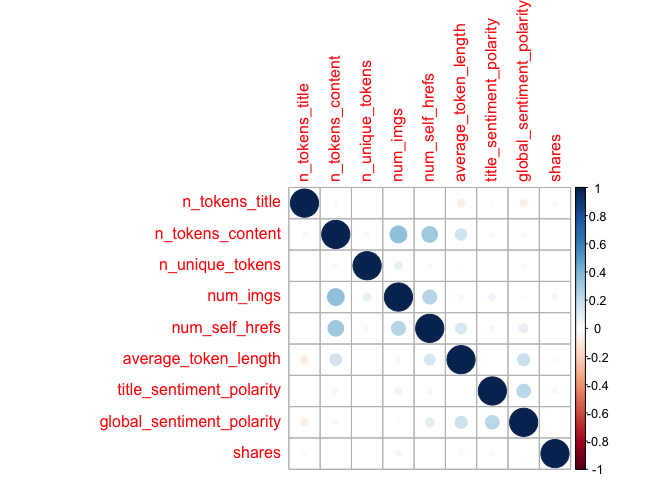 n_tokens_title
n_tokens_content
n_unique_tokens
num_imgs
num_self_hrefs
average_token_length
title_sentiment_polarity
global_sentiment_polarity
shares
n_tokens_title
n_tokens_content
n_unique_tokens
num_imgs
num_self_hrefs
average_token_length
title_sentiment_polarity
global_sentiment_polarity
shares
1
0.8
0.6
0.4
0.2
0
-0.2
-0.4
-0.6
-0.8
-1